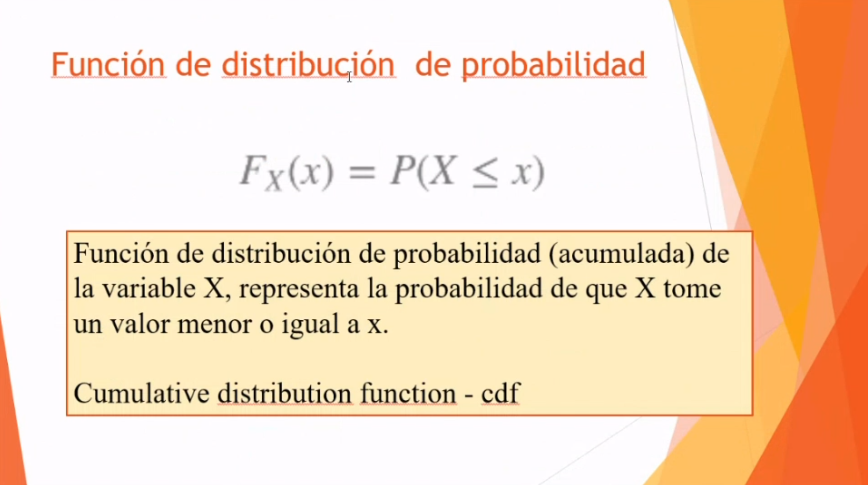 Función de distribución de probabilidad
F_X(x) = P(X ≤ x)
Función de distribución de probabilidad (acumulada) de
la variable X, representa la probabilidad de que X tome
un valor menor o igual a x.
Cumulative distribution function - cdf